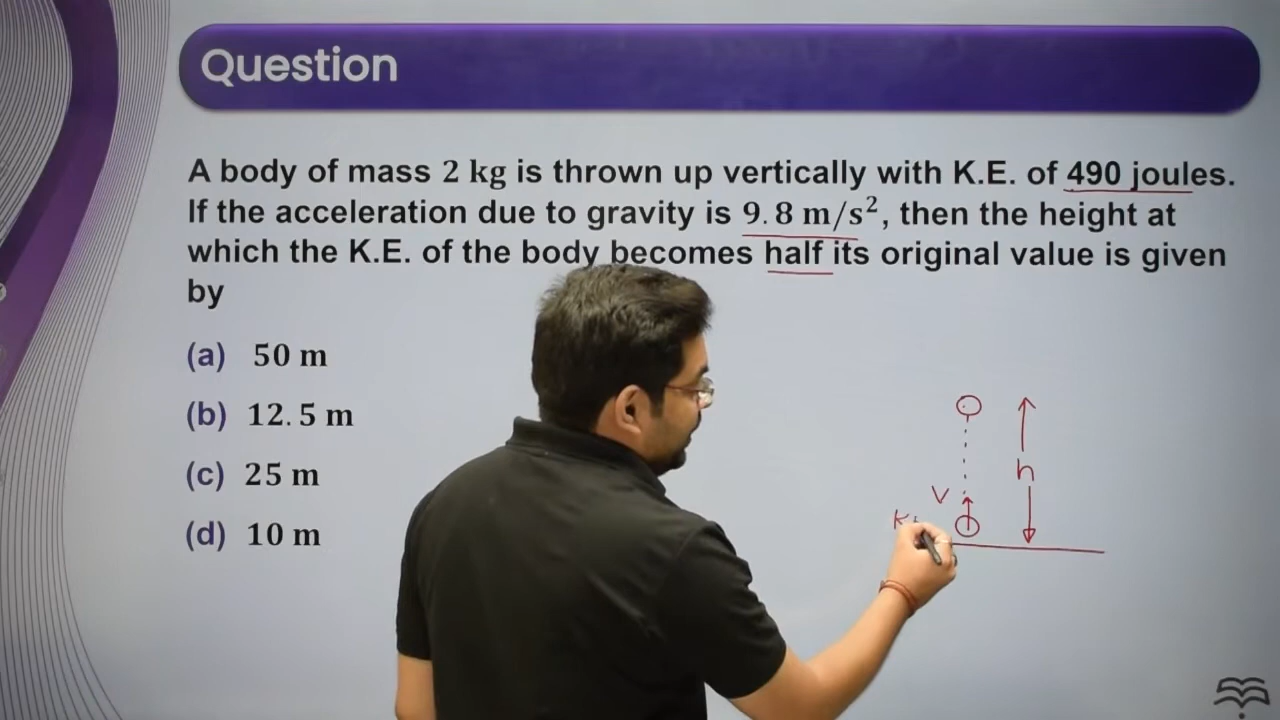 Question
A body of mass 2 kg is thrown up vertically with K.E. of 490 joules.
If the acceleration due to gravity is 9.8 m/s², then the height at
which the K.E. of the body becomes half its original value is given
by
(a) 50 m
(b) 12.5 m
(c) 25 m
(d) 10 m
h
V